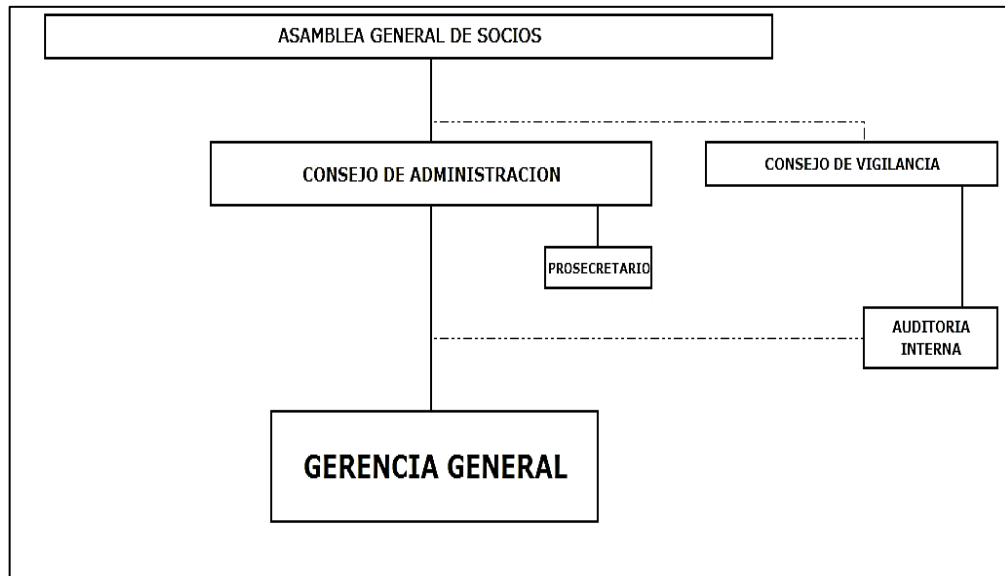 ASAMBLEA GENERAL DE SOCIOS
CONSEJO DE ADMINISTRACION
CONSEJO DE VIGILANCIA
PROSECRETARIO
AUDITORIA
INTERNA
GERENCIA GENERAL